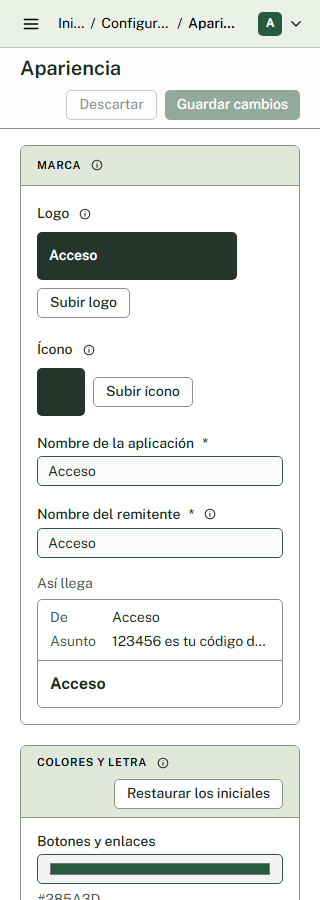 Ini... / Configur... / Apari... A
Apariencia
Descartar Guardar cambios
MARCA
Logo
Acceso
Subir logo
Ícono
Subir ícono
Nombre de la aplicación *
Acceso
Nombre del remitente *
Acceso
Así llega
De Acceso
Asunto 123456 es tu código d...
Acceso
COLORES Y LETRA
Restaurar los iniciales
Botones y enlaces
#285A3D